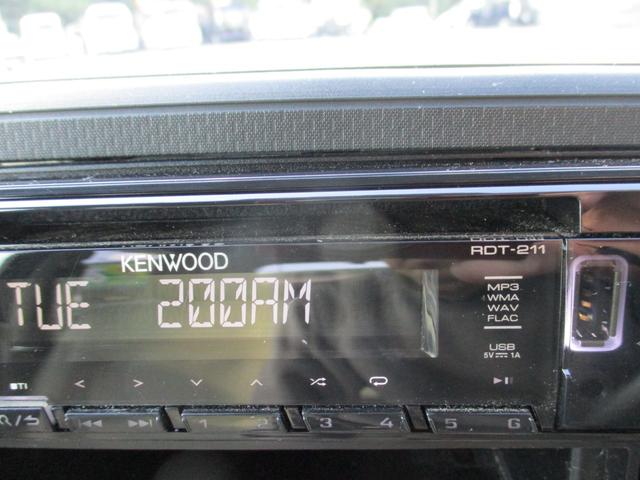 RDT-211
KENWOOD
TUE 200AM
MP3
WMA
WAV
FLAC
USB
5V 1A
1 2 3 4 5 6